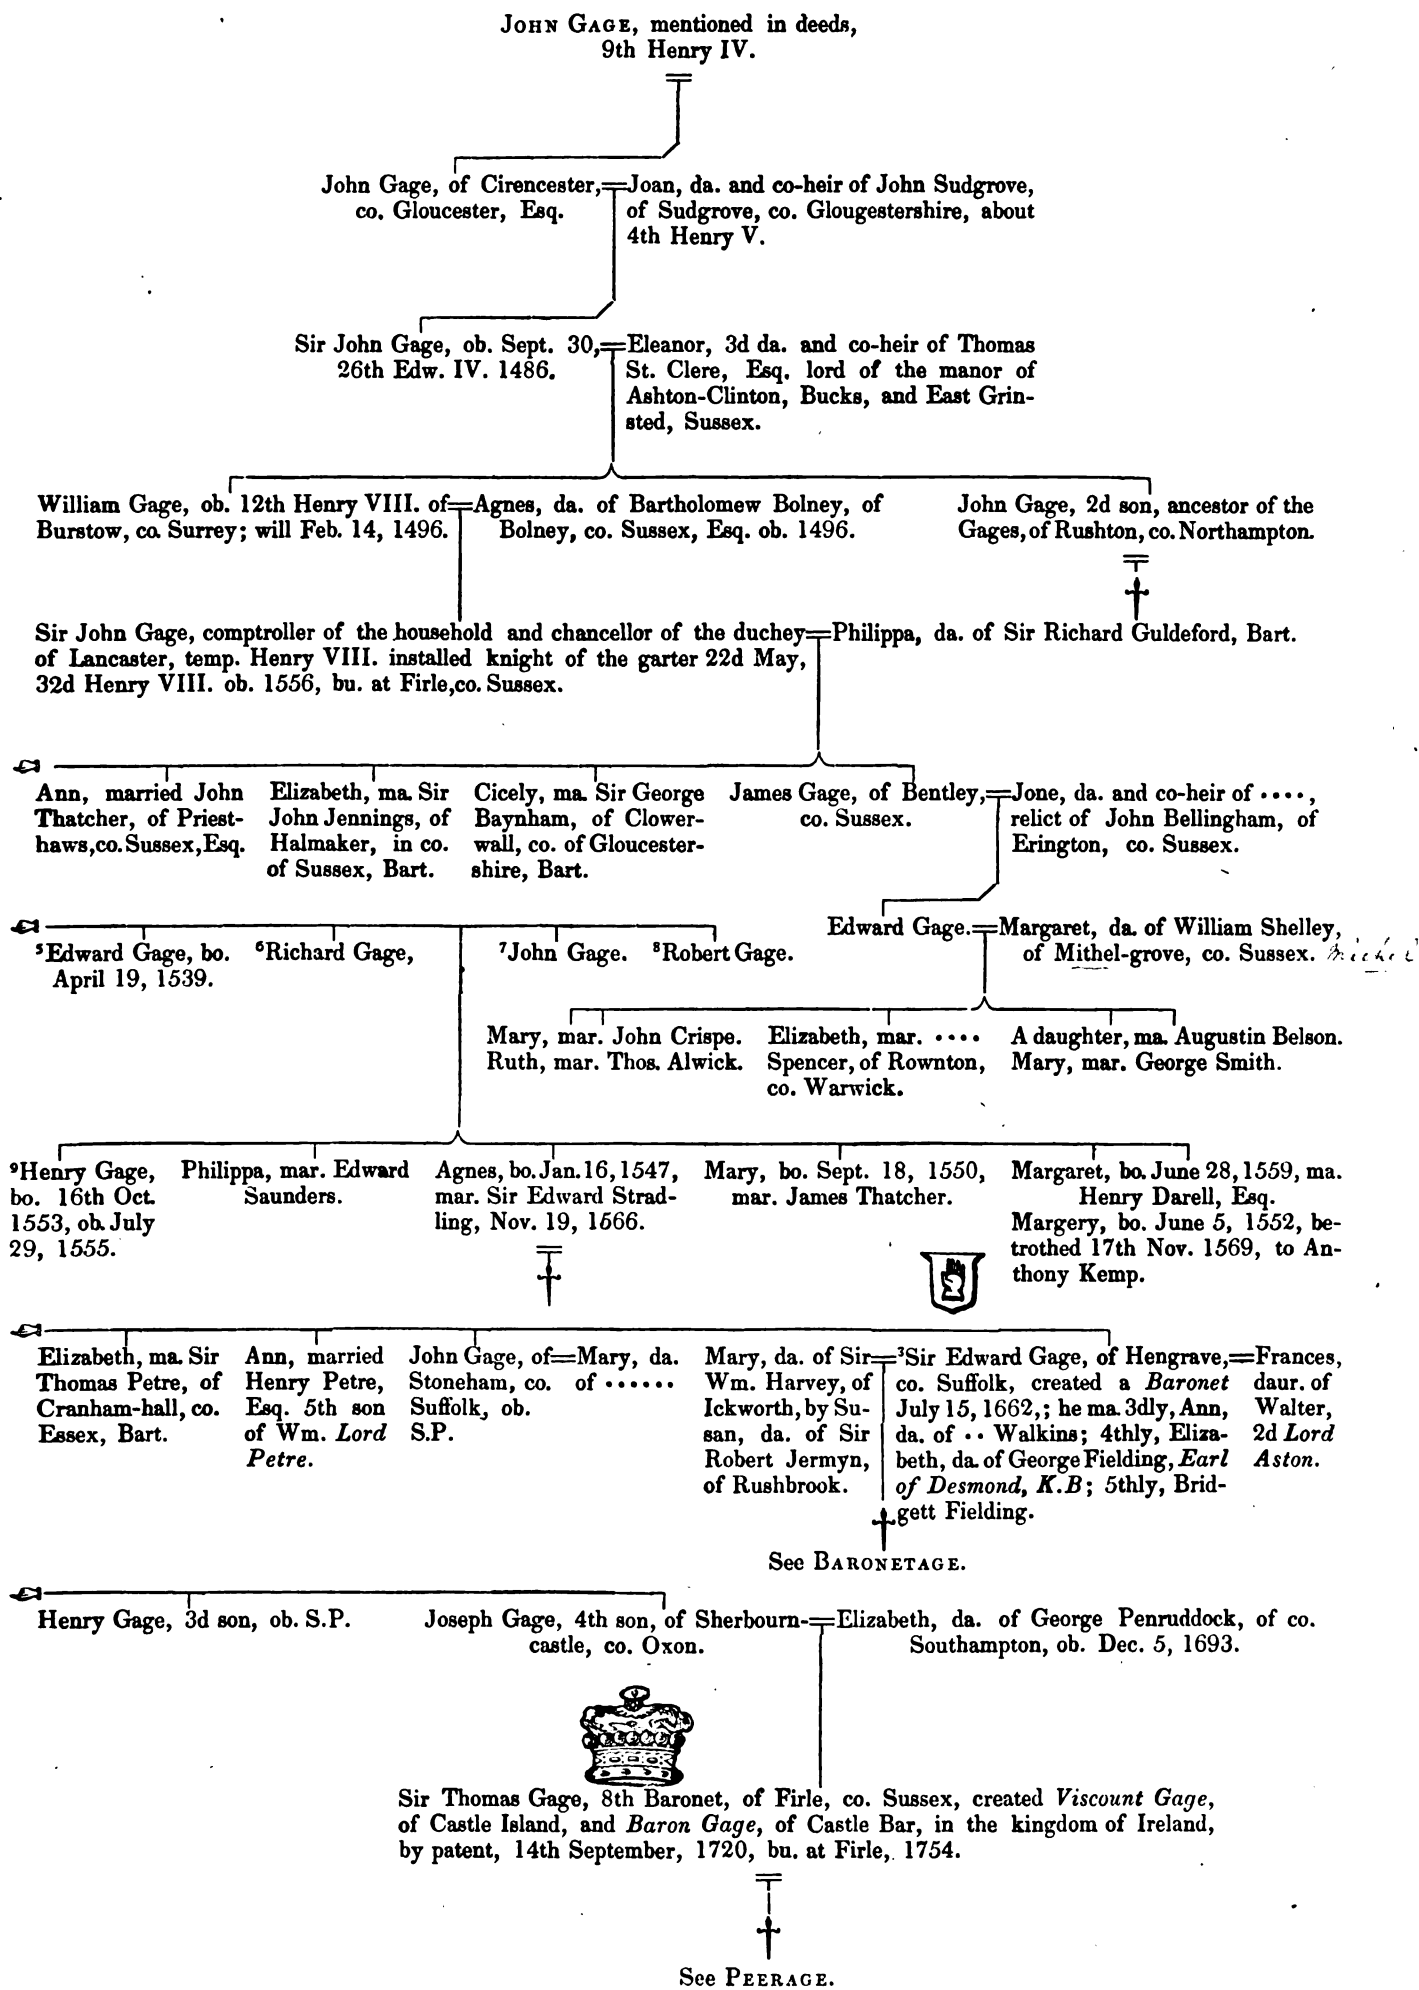 JOHN GAGE, mentioned in deeds,
9th Henry IV.
John Gage, of Cirencester,
co. Gloucester, Esq.
Joan, da. and co-heir of John Sudgrove,
of Sudgrove, co. Glougestershire, about
4th Henry V.
Sir John Gage, ob. Sept. 30,
26th Edw. IV. 1486.
Eleanor, 3d da. and co-heir of Thomas
St. Clere, Esq. lord of the manor of
Ashton-Clinton, Bucks, and East Grin-
sted, Sussex.
William Gage, ob. 12th Henry VIII. of
Burstow, co. Surrey; will Feb. 14, 1496.
Agnes, da. of Bartholomew Bolney, of
Bolney, co. Sussex, Esq. ob. 1496.
John Gage, 2d son, ancestor of the
Gages, of Rushton, co. Northampton.
Sir John Gage, comptroller of the household and chancellor of the duchey
of Lancaster, temp. Henry VIII. installed knight of the garter 22d May,
32d Henry VIII. ob. 1556, bu. at Firle, co. Sussex.
Philippa, da. of Sir Richard Guldeford, Bart.
Ann, married John
Thatcher, of Priest-
haws, co. Sussex, Esq.
Elizabeth, ma. Sir
John Jennings, of
Halmaker, in co.
of Sussex, Bart.
Cicely, ma. Sir George
Baynham, of Clower-
wall, co. of Gloucester-
shire, Bart.
James Gage, of Bentley,
co. Sussex.
Jone, da. and co-heir of ····,
relict of John Bellingham, of
Erington, co. Sussex.
⁵Edward Gage, bo.
April 19, 1539.
⁶Richard Gage,
⁷John Gage.
⁸Robert Gage.
Edward Gage.
Margaret, da. of William Shelley,
of Mithel-grove, co. Sussex. Michel
Mary, mar. John Crispe.
Ruth, mar. Thos. Alwick.
Elizabeth, mar. ····
Spencer, of Rownton,
co. Warwick.
A daughter, ma. Augustin Belson.
Mary, mar. George Smith.
⁹Henry Gage,
bo. 16th Oct.
1553, ob. July
29, 1555.
Philippa, mar. Edward
Saunders.
Agnes, bo. Jan. 16, 1547,
mar. Sir Edward Strad-
ling, Nov. 19, 1566.
Mary, bo. Sept. 18, 1550,
mar. James Thatcher.
Margaret, bo. June 28, 1559, ma.
Henry Darell, Esq.
Margery, bo. June 5, 1552, be-
trothed 17th Nov. 1569, to An-
thony Kemp.
Elizabeth, ma. Sir
Thomas Petre, of
Cranham-hall, co.
Essex, Bart.
Ann, married
Henry Petre,
Esq. 5th son
of Wm. Lord
Petre.
John Gage, of
Stoneham, co.
Suffolk, ob.
S.P.
Mary, da.
of ······
Mary, da. of Sir
Wm. Harvey, of
Ickworth, by Su-
san, da. of Sir
Robert Jermyn,
of Rushbrook.
³Sir Edward Gage, of Hengrave,
co. Suffolk, created a Baronet
July 15, 1662,; he ma. 3dly, Ann,
da. of ·· Walkins; 4thly, Eliza-
beth, da. of George Fielding, Earl
of Desmond, K.B; 5thly, Brid-
gett Fielding.
Frances,
daur. of
Walter,
2d Lord
Aston.
See BARONETAGE.
Henry Gage, 3d son, ob. S.P.
Joseph Gage, 4th son, of Sherbourn-
castle, co. Oxon.
Elizabeth, da. of George Penruddock, of co.
Southampton, ob. Dec. 5, 1693.
Sir Thomas Gage, 8th Baronet, of Firle, co. Sussex, created Viscount Gage,
of Castle Island, and Baron Gage, of Castle Bar, in the kingdom of Ireland,
by patent, 14th September, 1720, bu. at Firle, 1754.
See PEERAGE.